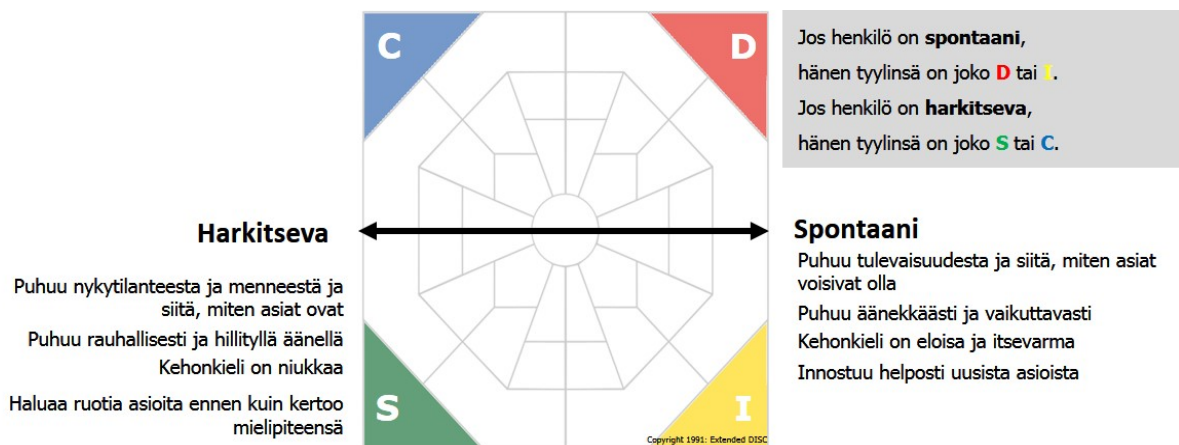 C
D
Jos henkilö on spontaani,
hänen tyylinsä on joko D tai I.
Jos henkilö on harkitseva,
hänen tyylinsä on joko S tai C.
Harkitseva
Puhuu nykytilanteesta ja menneestä ja
siitä, miten asiat ovat
Puhuu rauhallisesti ja hillityllä äänellä
Kehonkieli on niukkaa
Haluaa ruotia asioita ennen kuin kertoo
mielipiteensä
Spontaani
Puhuu tulevaisuudesta ja siitä, miten asiat
voisivat olla
Puhuu äänekkäästi ja vaikuttavasti
Kehonkieli on eloisa ja itsevarma
Innostuu helposti uusista asioista
S
I
Copyright 1991: Extended DISC